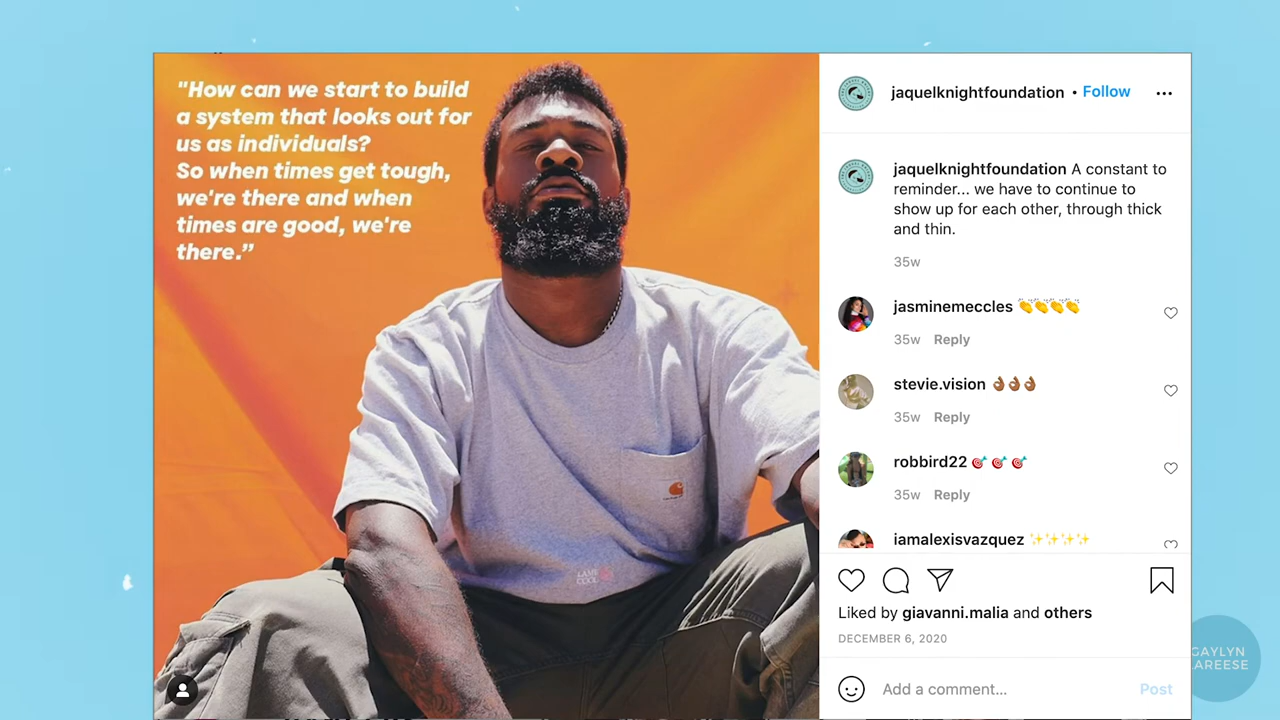 "How can we start to build
a system that looks out for
us as individuals?
So when times get tough,
we're there and when
times are good, we're
there.”
jaquelknightfoundation • Follow
jaquelknightfoundation A constant to
reminder... we have to continue to
show up for each other, through thick
and thin.
35w
jasminemeccles 👏👏👏👏
35w Reply
stevie.vision 👌🏾👌🏾👌🏾
35w Reply
robbird22 🎯🎯🎯
35w Reply
iamalexisvazquez ✨✨✨✨
Liked by giavanni.malia and others
DECEMBER 6, 2020
Add a comment... Post
GAYLYN
LAREESE